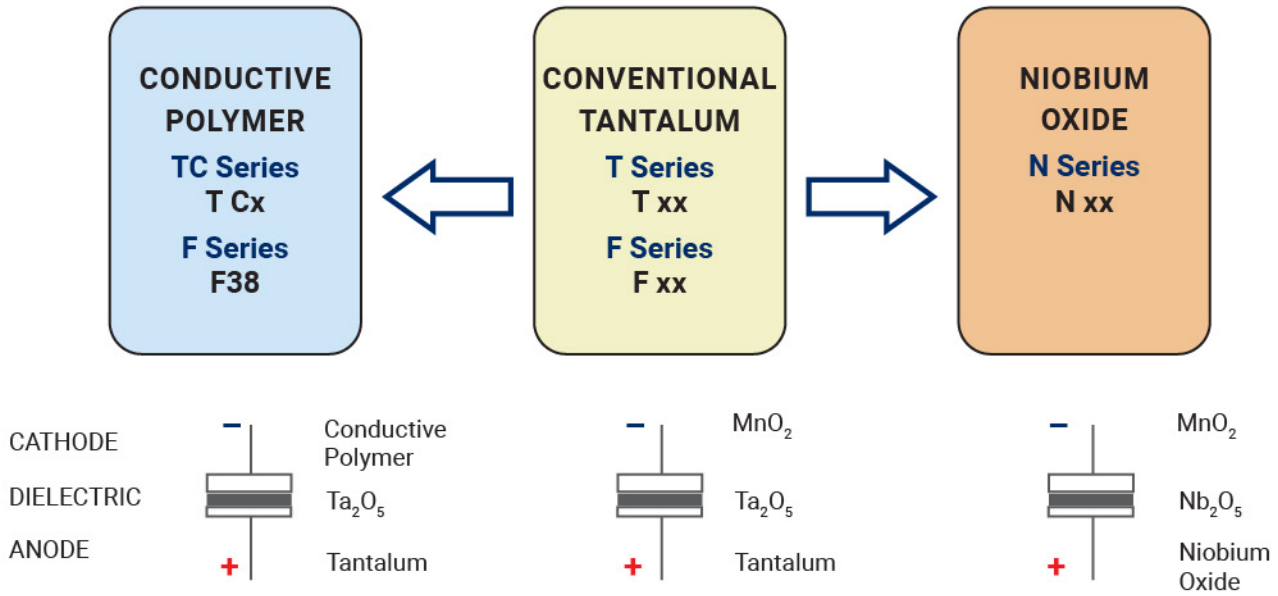 CONDUCTIVE
POLYMER
TC Series
T Cx
F Series
F38
CONVENTIONAL
TANTALUM
T Series
T xx
F Series
F xx
NIOBIUM
OXIDE
N Series
N xx
CATHODE
DIELECTRIC
ANODE
−
Conductive
Polymer
Ta₂O₅
+
Tantalum
−
MnO₂
Ta₂O₅
+
Tantalum
−
MnO₂
Nb₂O₅
+
Niobium
Oxide